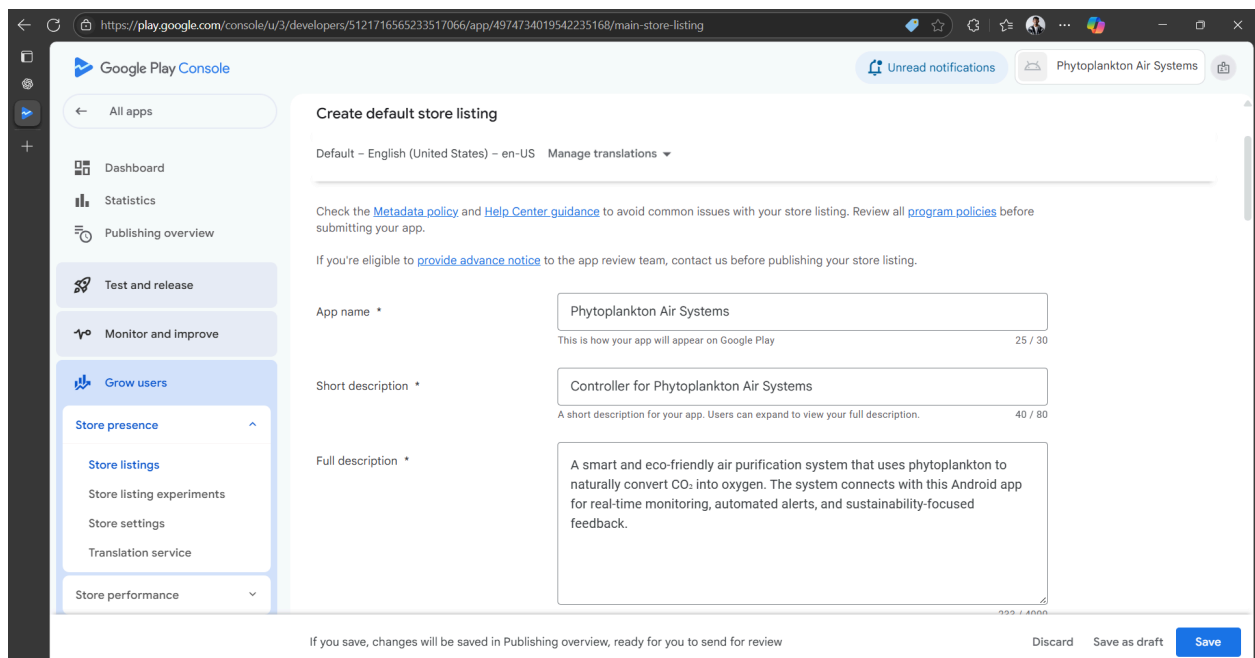 https://play.google.com/console/u/3/developers/5121716565233517066/app/4974734019542235168/main-store-listing
Google Play Console
Unread notifications
Phytoplankton Air Systems
All apps
Dashboard
Statistics
Publishing overview
Test and release
Monitor and improve
Grow users
Store presence
Store listings
Store listing experiments
Store settings
Translation service
Store performance
Create default store listing
Default – English (United States) – en-US Manage translations
Check the Metadata policy and Help Center guidance to avoid common issues with your store listing. Review all program policies before
submitting your app.
If you're eligible to provide advance notice to the app review team, contact us before publishing your store listing.
App name *
Phytoplankton Air Systems
This is how your app will appear on Google Play 25 / 30
Short description *
Controller for Phytoplankton Air Systems
A short description for your app. Users can expand to view your full description. 40 / 80
Full description *
A smart and eco-friendly air purification system that uses phytoplankton to
naturally convert CO₂ into oxygen. The system connects with this Android app
for real-time monitoring, automated alerts, and sustainability-focused
feedback.
If you save, changes will be saved in Publishing overview, ready for you to send for review
Discard Save as draft Save